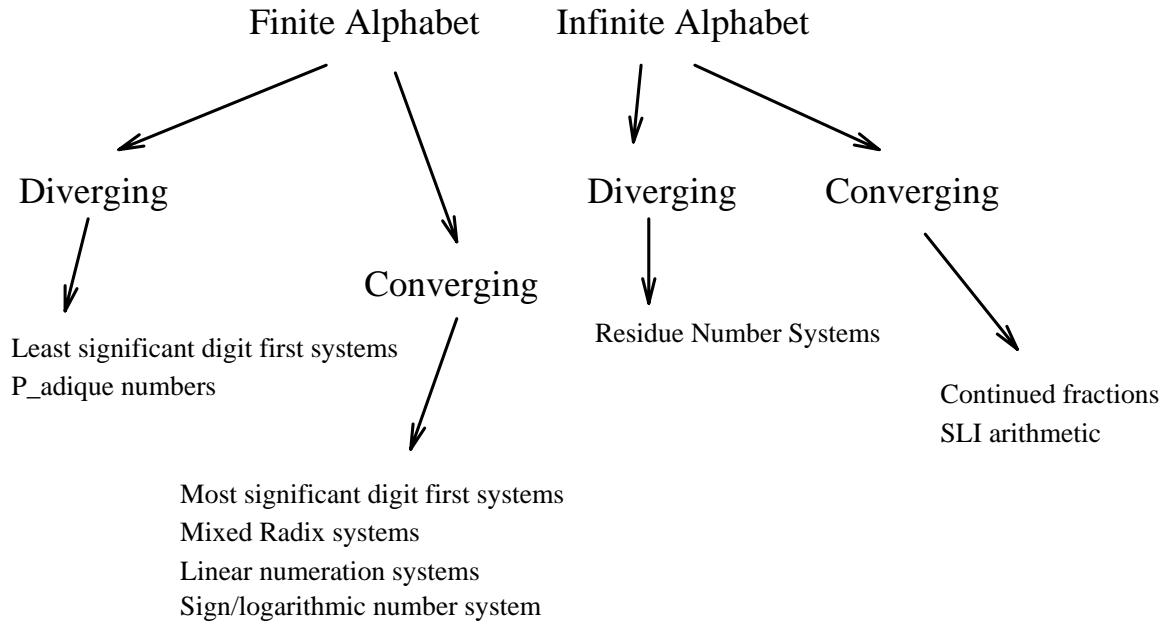 Finite Alphabet
Infinite Alphabet
Diverging
Diverging
Converging
Converging
Least significant digit first systems
P_adique numbers
Residue Number Systems
Continued fractions
SLI arithmetic
Most significant digit first systems
Mixed Radix systems
Linear numeration systems
Sign/logarithmic number system